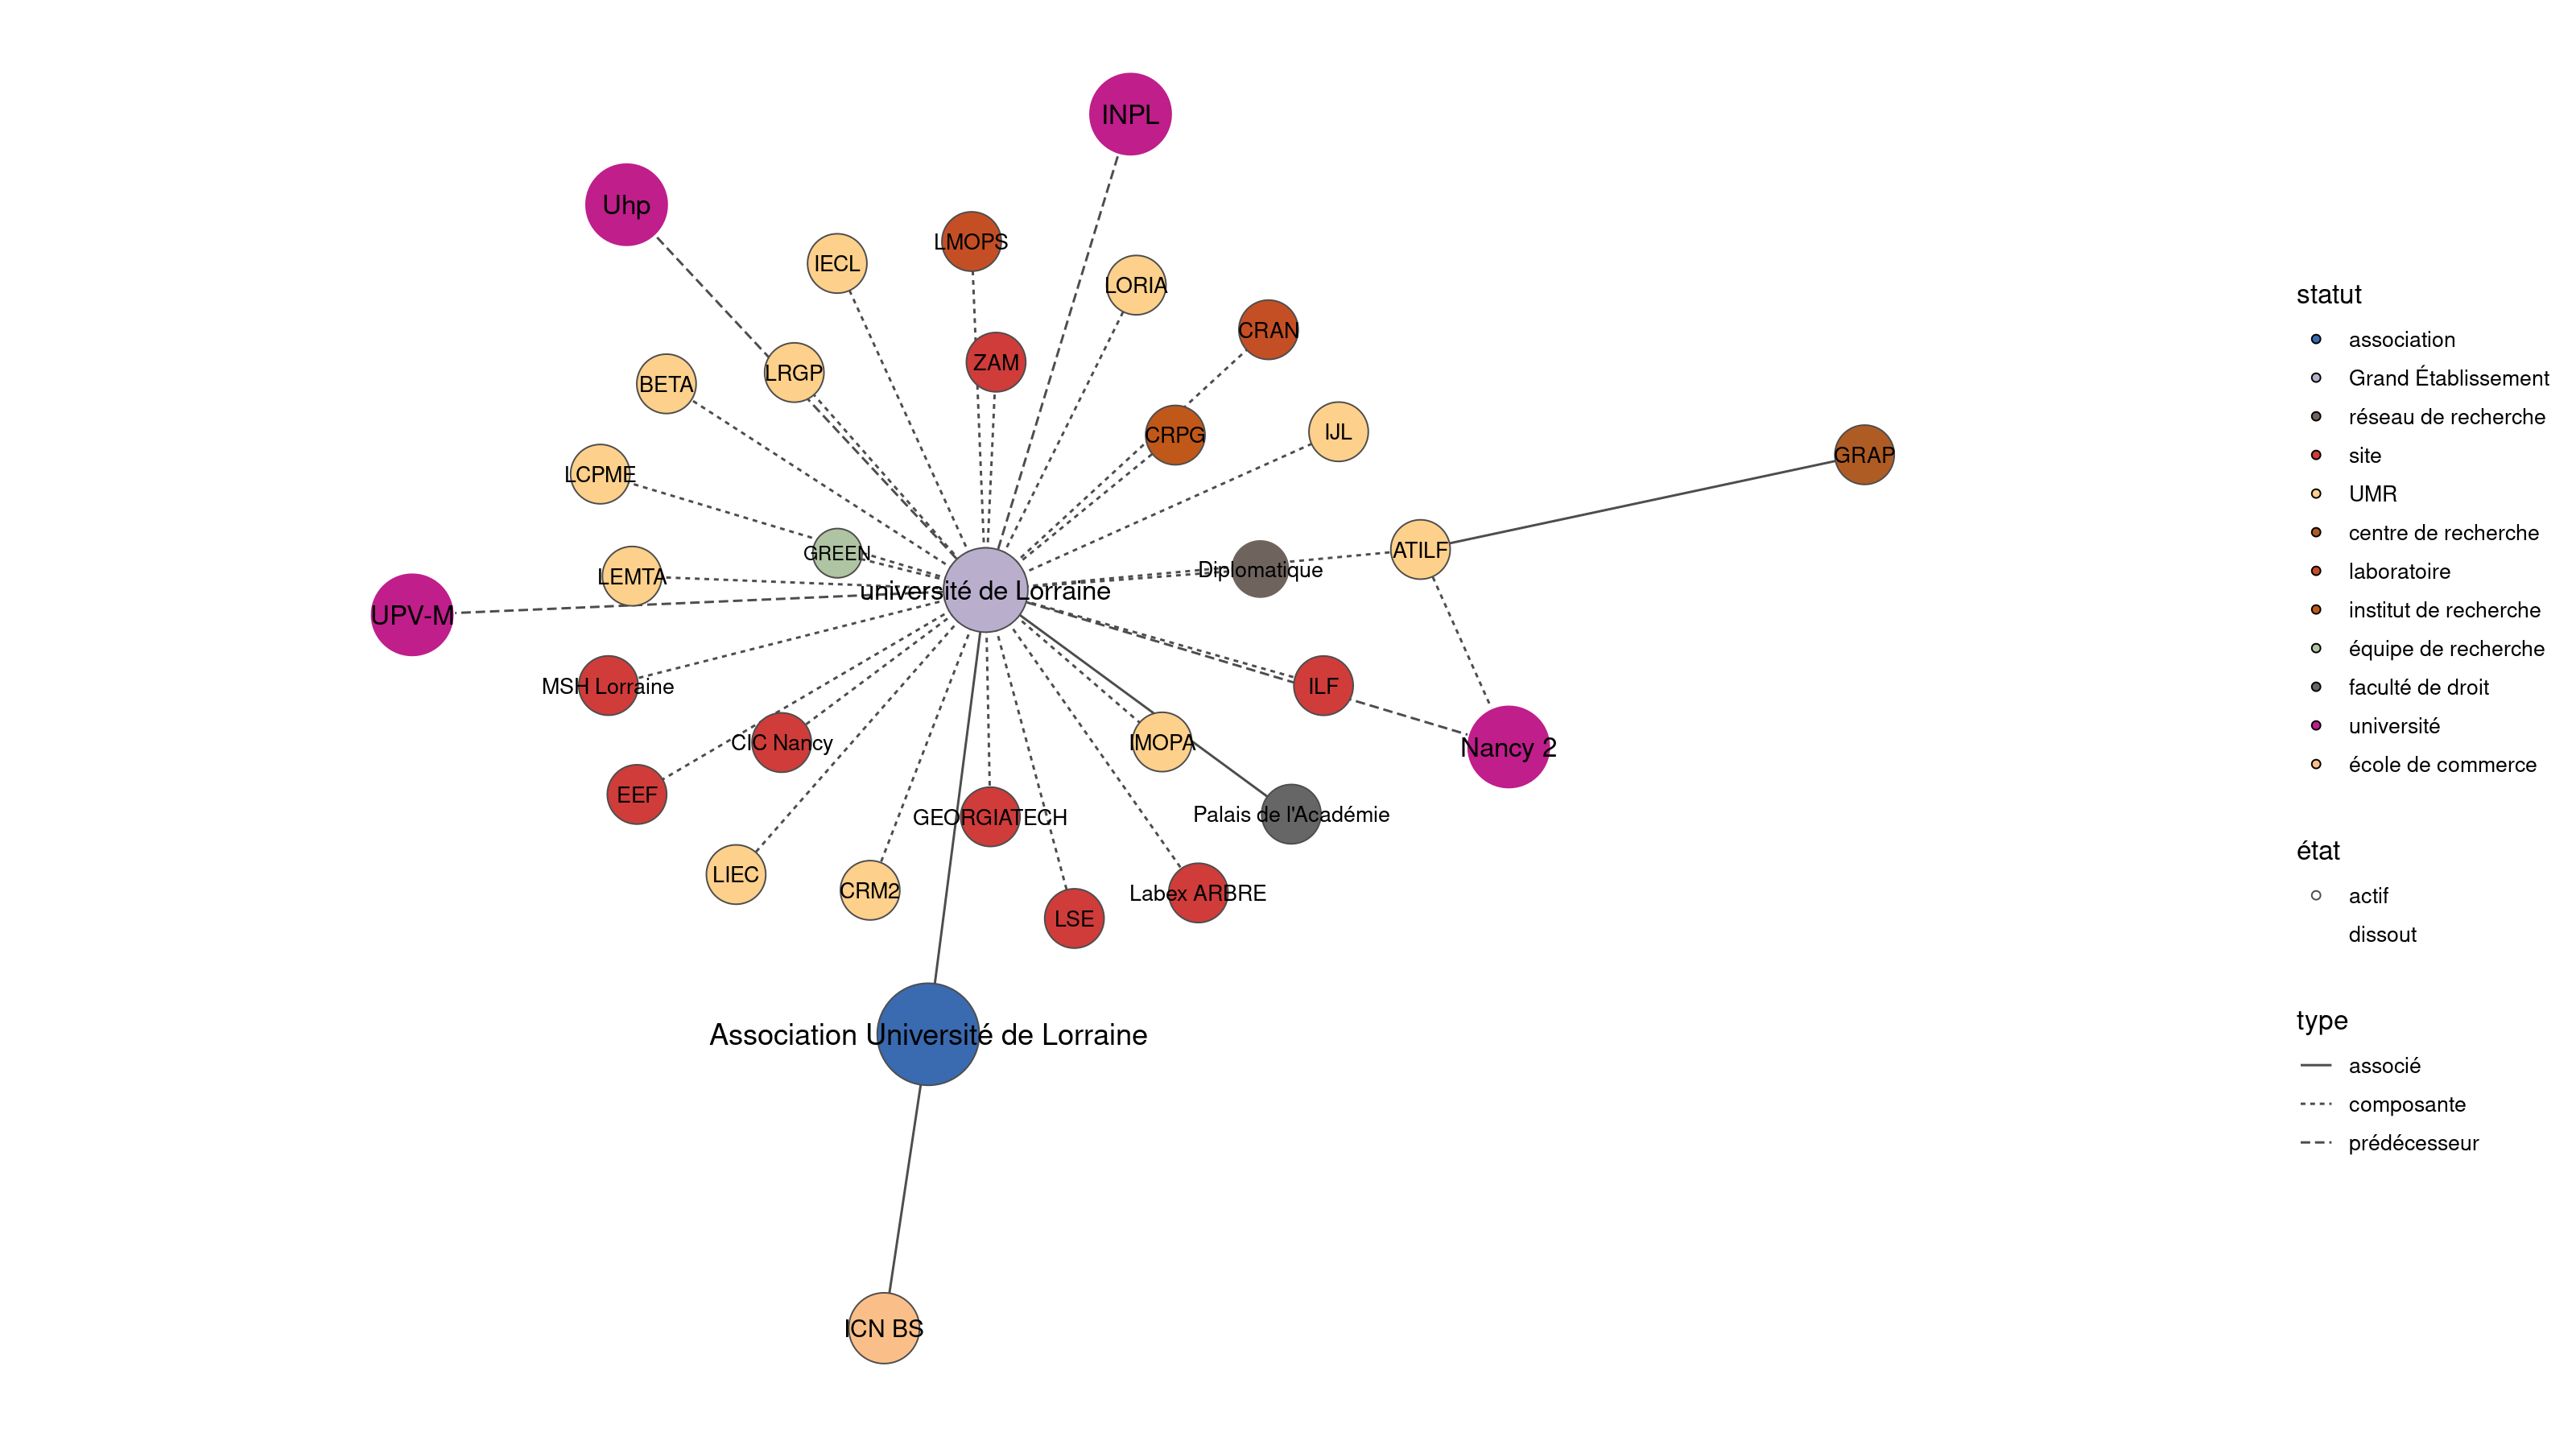 INPL
Uhp
LMOPS
IECL
LORIA
CRAN
ZAM
LRGP
BETA
IJL
CRPG
GRAP
LCPME
ATILF
GREEN
Diplomatique
LEMTA
université de Lorraine
UPV-M
MSH Lorraine
ILF
CIC Nancy
IMOPA
Nancy 2
EEF
GEORGIATECH
Palais de l'Académie
LIEC
CRM2
Labex ARBRE
LSE
Association Université de Lorraine
ICN BS
statut
association
Grand Établissement
réseau de recherche
site
UMR
centre de recherche
laboratoire
institut de recherche
équipe de recherche
faculté de droit
université
école de commerce
état
actif
dissout
type
associé
composante
prédécesseur